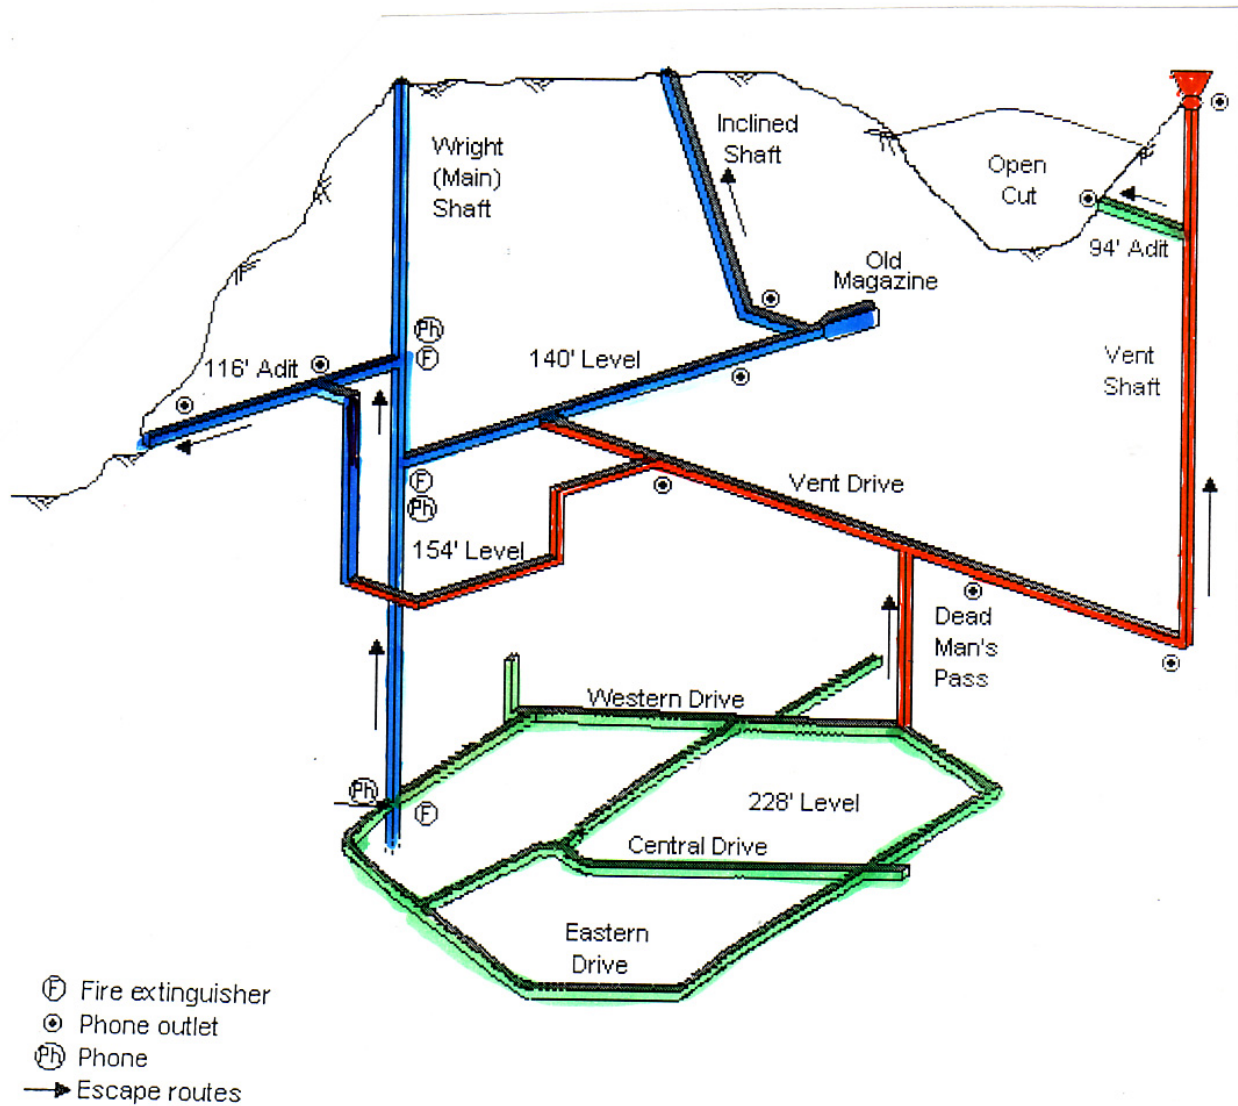 Wright
(Main)
Shaft
Inclined
Shaft
Open
Cut
94' Adit
Old
Magazine
Ph
F
116' Adit
140' Level
Vent
Shaft
F
Ph
Vent Drive
154' Level
Dead
Man's
Pass
Western Drive
Ph
F
228' Level
Central Drive
Eastern
Drive
F Fire extinguisher
Phone outlet
Ph Phone
Escape routes